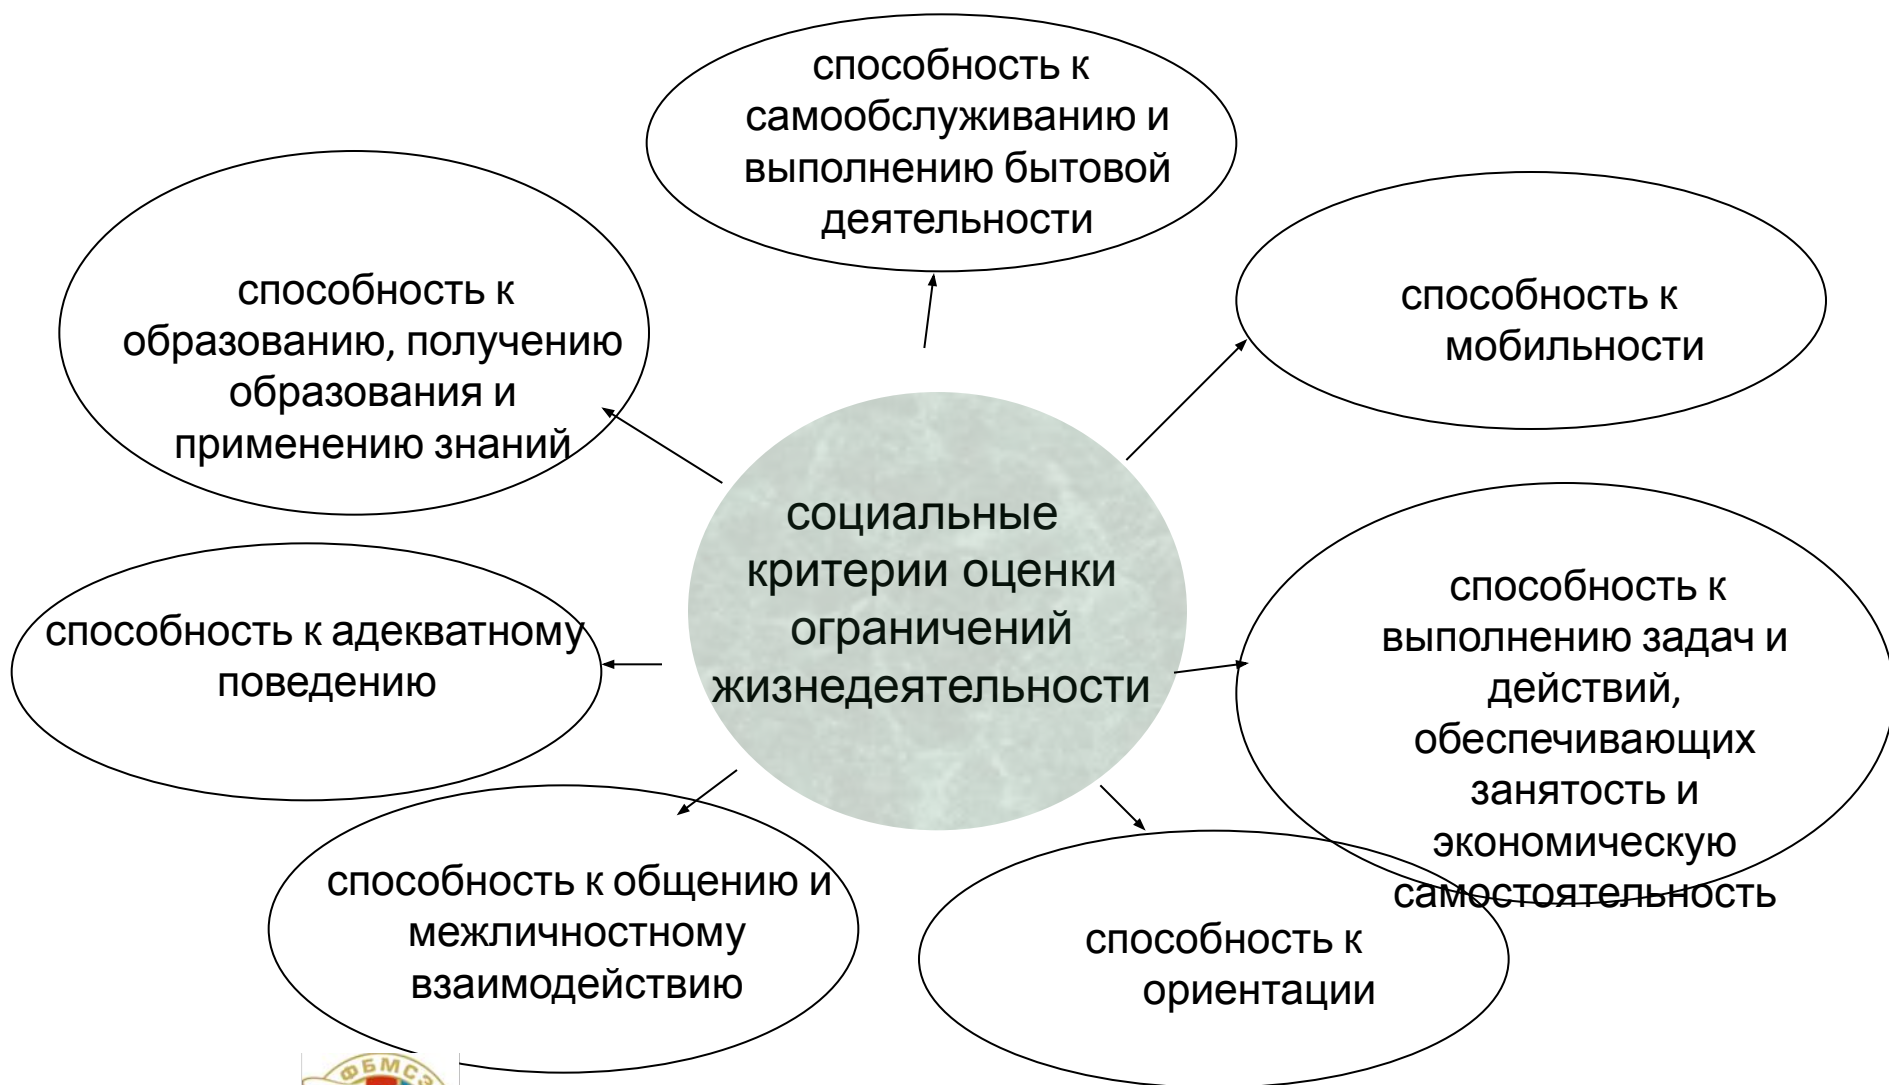 способность к
самообслуживанию и
выполнению бытовой
деятельности
способность к
мобильности
способность к
образованию, получению
образования и
применению знаний
социальные
критерии оценки
ограничений
жизнедеятельности
способность к
выполнению задач и
действий,
обеспечивающих
занятость и
экономическую
самостоятельность
способность к адекватному
поведению
способность к общению и
межличностному
взаимодействию
способность к
ориентации
ФБМСЭ